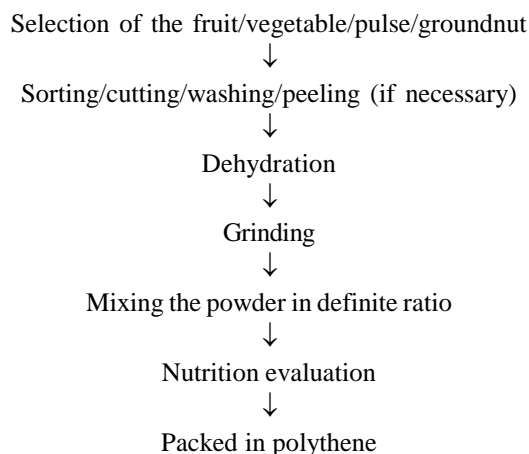 Selection of the fruit/vegetable/pulse/groundnut
↓
Sorting/cutting/washing/peeling (if necessary)
↓
Dehydration
↓
Grinding
↓
Mixing the powder in definite ratio
↓
Nutrition evaluation
↓
Packed in polythene